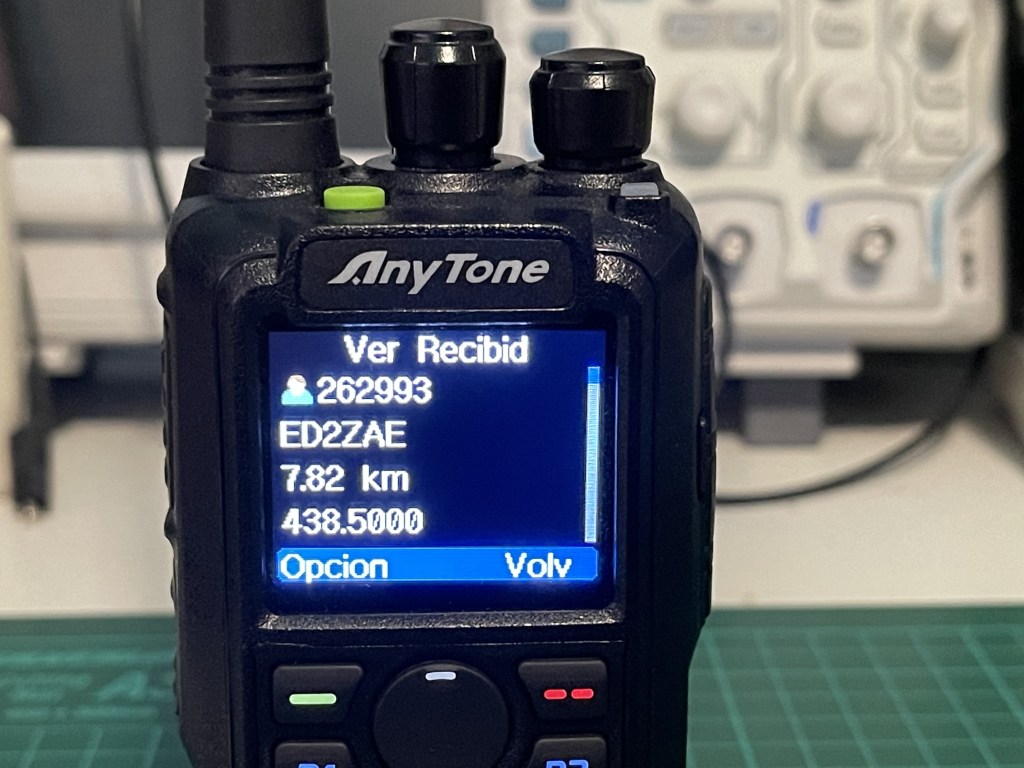 AnyTone
Ver Recibid
262993
ED2ZAE
7.82 km
438.5000
Opcion Volv